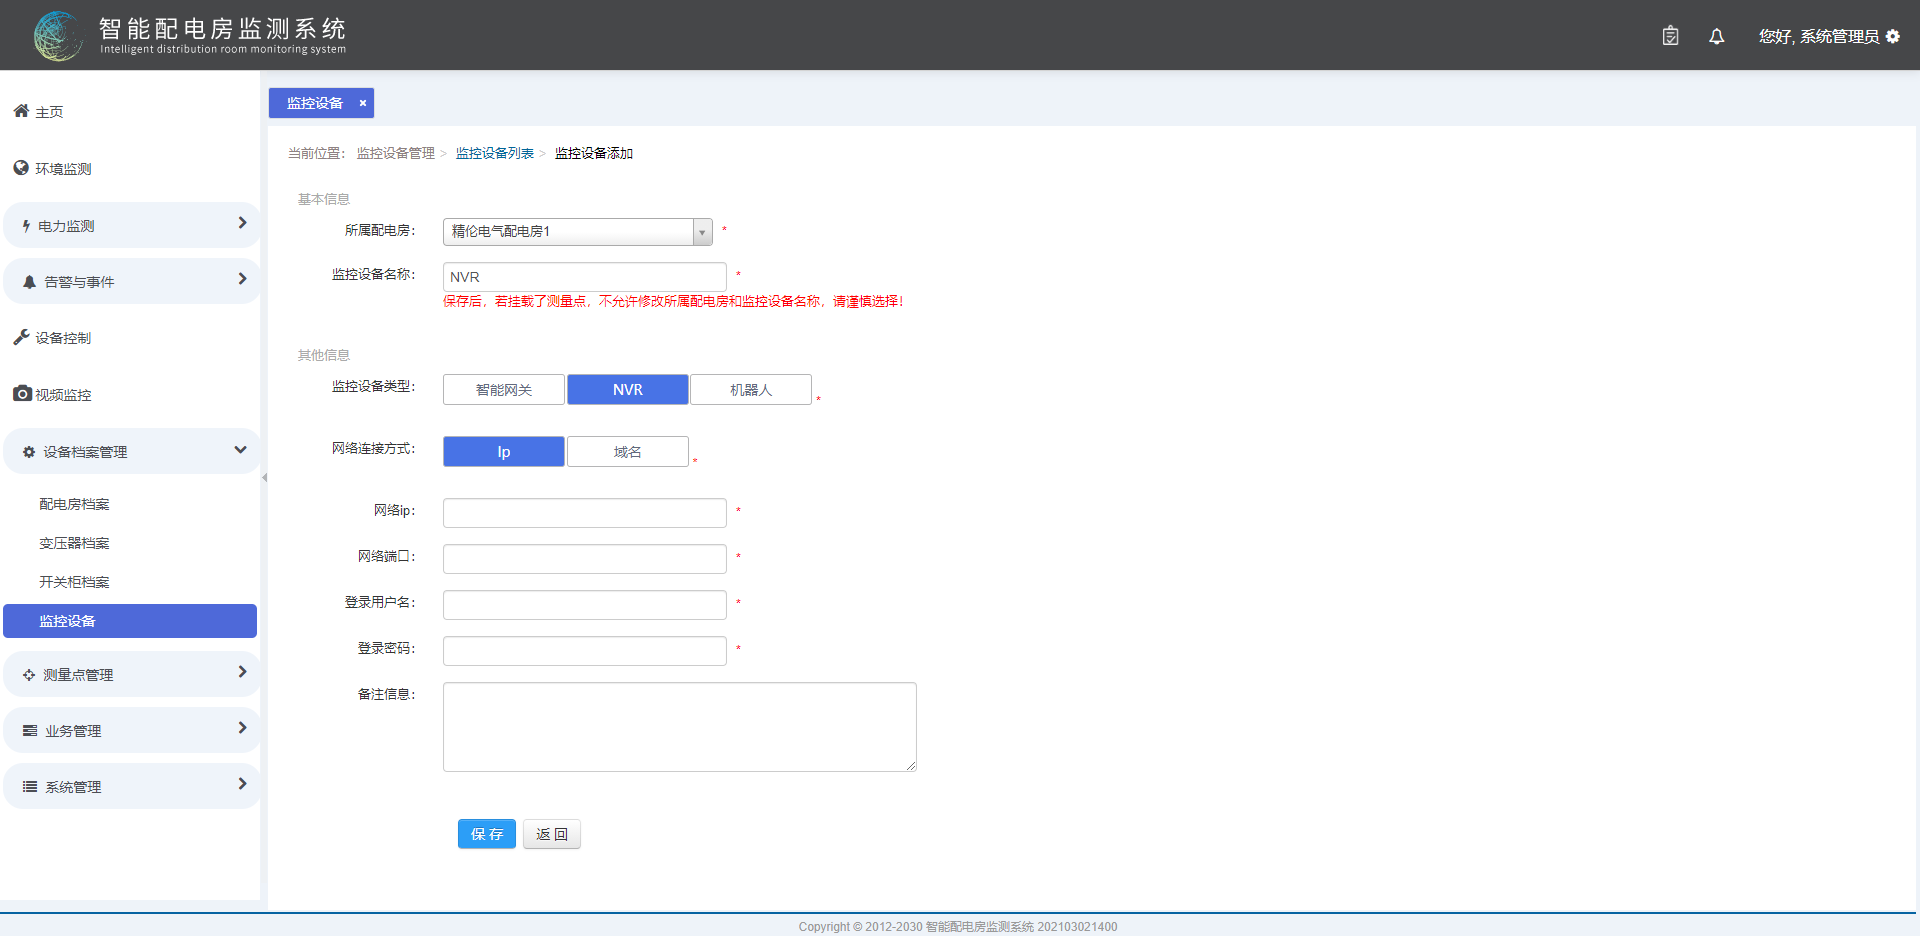 智能配电房监测系统
Intelligent distribution room monitoring system
您好, 系统管理员
主页
环境监测
电力监测
告警与事件
设备控制
视频监控
设备档案管理
配电房档案
变压器档案
开关柜档案
监控设备
测量点管理
业务管理
系统管理
监控设备 ×
当前位置： 监控设备管理 > 监控设备列表 > 监控设备添加
基本信息
所属配电房： 精伦电气配电房1 *
监控设备名称： NVR *
保存后，若挂载了测量点，不允许修改所属配电房和监控设备名称，请谨慎选择！
其他信息
监控设备类型： 智能网关 NVR 机器人 *
网络连接方式： Ip 域名 *
网络ip： *
网络端口： *
登录用户名： *
登录密码： *
备注信息：
保 存 返 回
Copyright © 2012-2030 智能配电房监测系统 202103021400